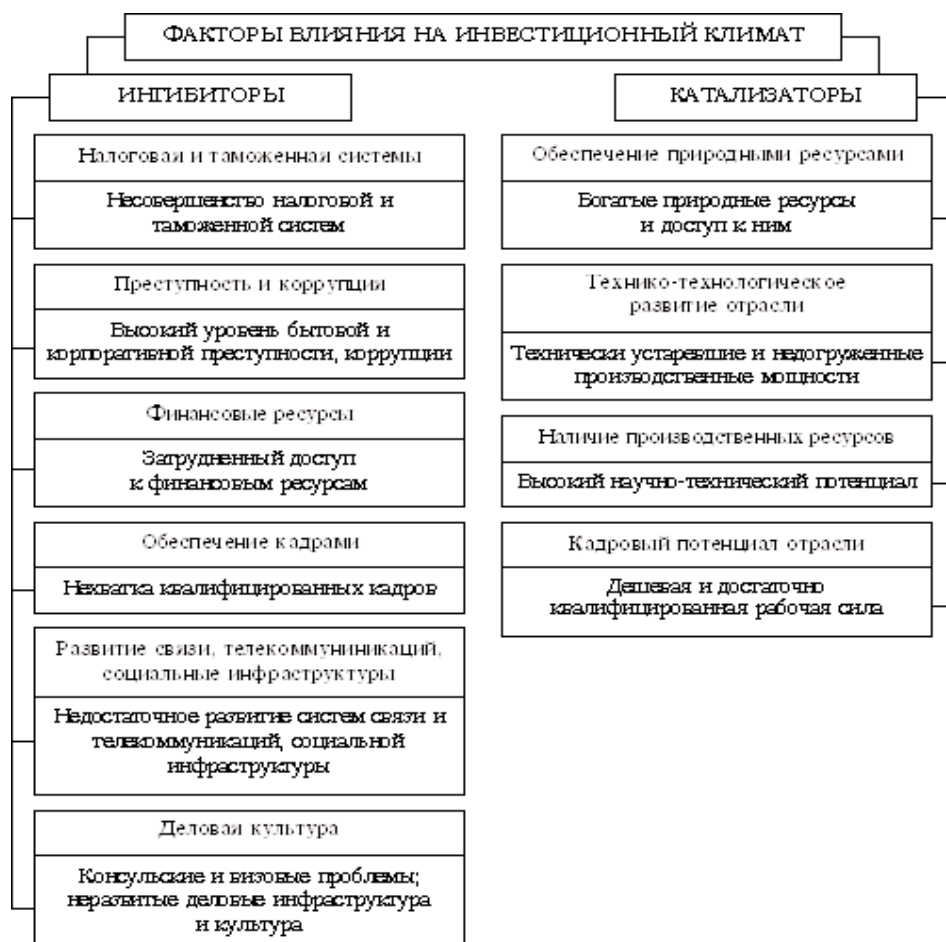 ФАКТОРЫ ВЛИЯНИЯ НА ИНВЕСТИЦИОННЫЙ КЛИМАТ
ИНГИБИТОРЫ
Налоговая и таможенная системы
Несовершенство налоговой и
таможенной систем
Преступность и коррупции
Высокий уровень бытовой и
корпоративной преступности, коррупции
Финансовые ресурсы
Затрудненный доступ
к финансовым ресурсам
Обеспечение кадрами
Нехватка квалифицированных кадров
Развитие связи, телекоммуниникаций,
социальные инфраструктуры
Недостаточное развитие систем связи и
телекоммуникаций, социальной
инфраструктуры
Деловая культура
Консульские и визовые проблемы;
неразвитые деловые инфраструктура
и культура
КАТАЛИЗАТОРЫ
Обеспечение природными ресурсами
Богатые природные ресурсы
и доступ к ним
Технико-технологическое
развитие отрасли
Технически устаревшие и недогруженные
производственные мощности
Наличие производственных ресурсов
Высокий научно-технический потенциал
Кадровый потенциал отрасли
Дешевая и достаточно
квалифицированная рабочая сила